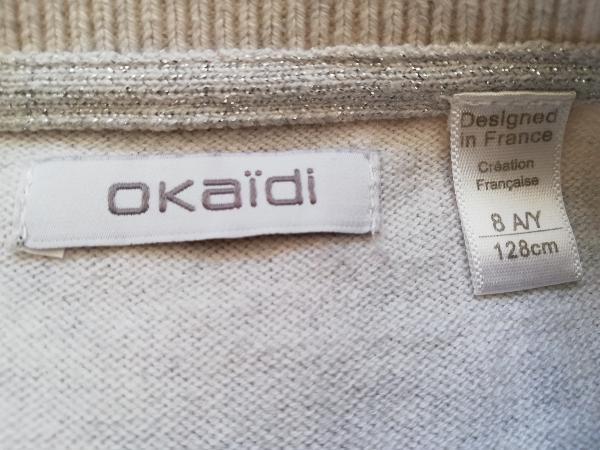 OKaïdi
Designed
in France
Création
Française
8 A/Y
128cm